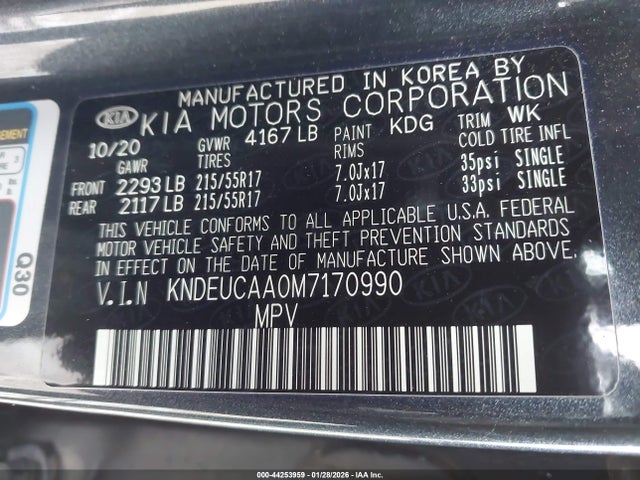 MANUFACTURED IN KOREA BY
KIA KIA MOTORS CORPORATION
10/20 GVWR 4167 LB PAINT KDG TRIM WK
GAWR TIRES RIMS COLD TIRE INFL
FRONT 2293 LB 215/55R17 7.0Jx17 35psi SINGLE
REAR 2117 LB 215/55R17 7.0Jx17 33psi SINGLE
THIS VEHICLE CONFORMS TO ALL APPLICABLE U.S.A. FEDERAL
MOTOR VEHICLE SAFETY AND THEFT PREVENTION STANDARDS
IN EFFECT ON THE DATE OF MANUFACTURE SHOWN ABOVE.
V.I.N KNDEUCAA0M7170990
MPV
Q30
000-44253959 | 01/28/2026 | IAA Inc.